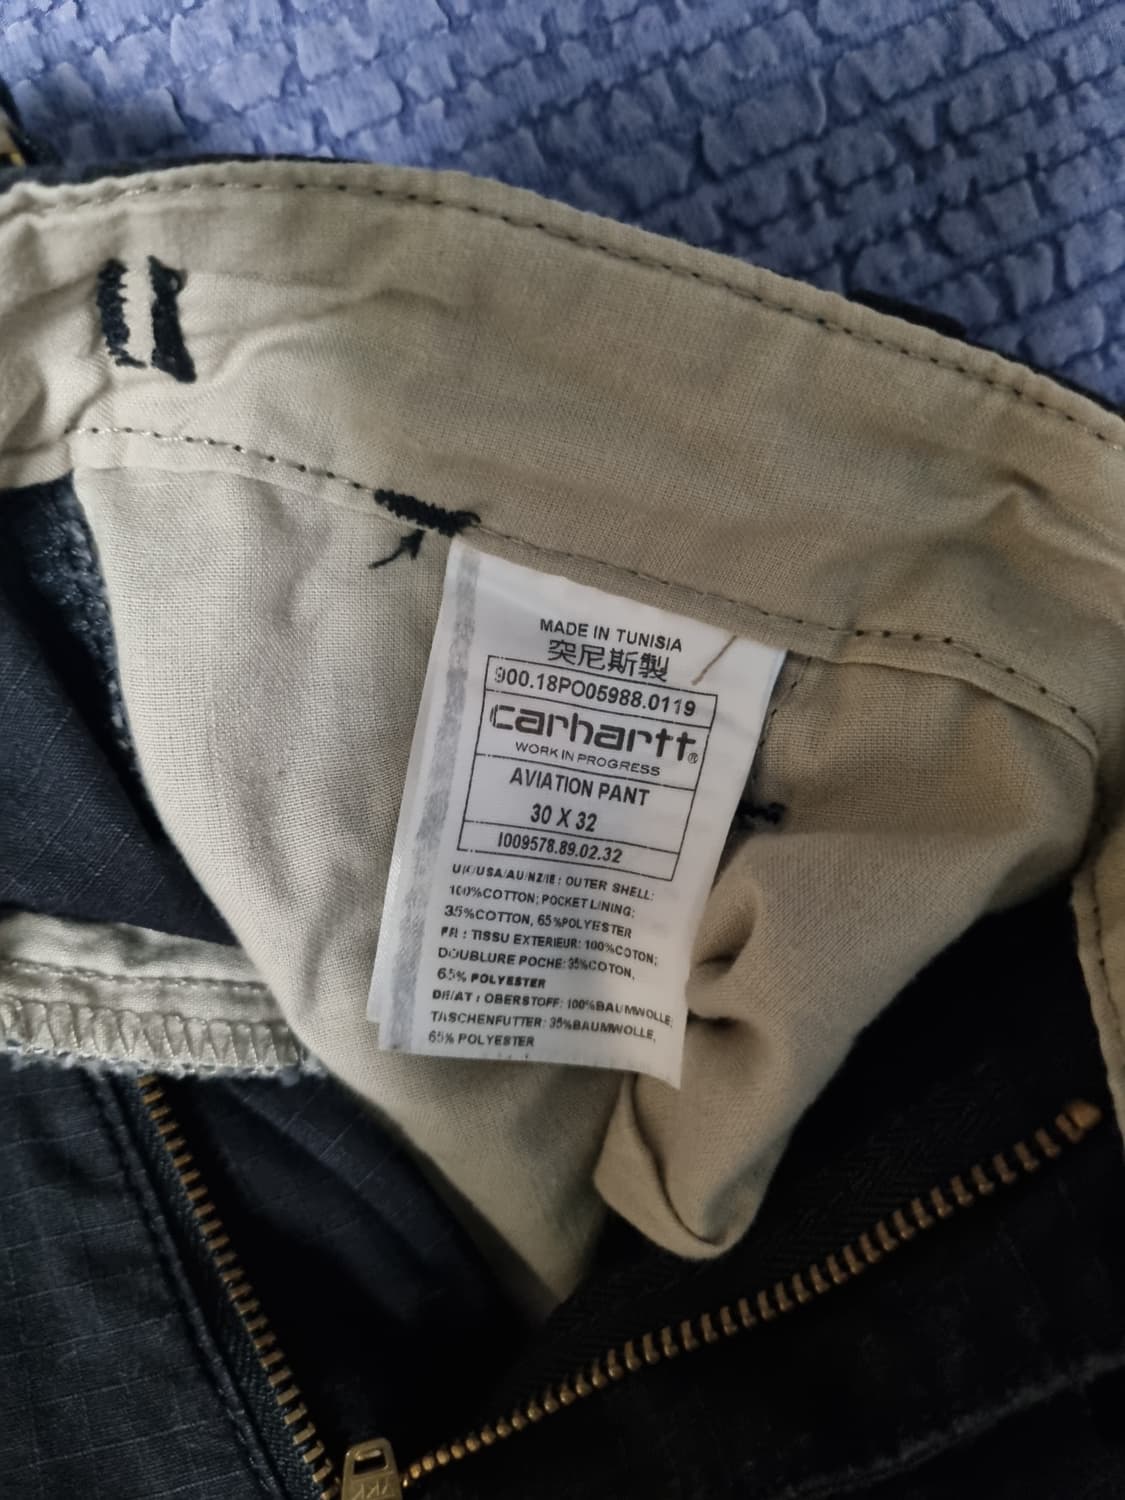 MADE IN TUNISIA
突尼斯製
900.18PO05988.0119
carhartt®
WORK IN PROGRESS
AVIATION PANT
30 X 32
I009578.89.02.32
UK/USA/AU/NZ/IE : OUTER SHELL:
100%COTTON; POCKET LINING;
35%COTTON, 65%POLYESTER
FR : TISSU EXTERIEUR: 100%COTON;
DOUBLURE POCHE: 35%COTON,
65% POLYESTER
DE/AT : OBERSTOFF: 100%BAUMWOLLE;
TASCHENFUTTER: 35%BAUMWOLLE,
65% POLYESTER
YKK